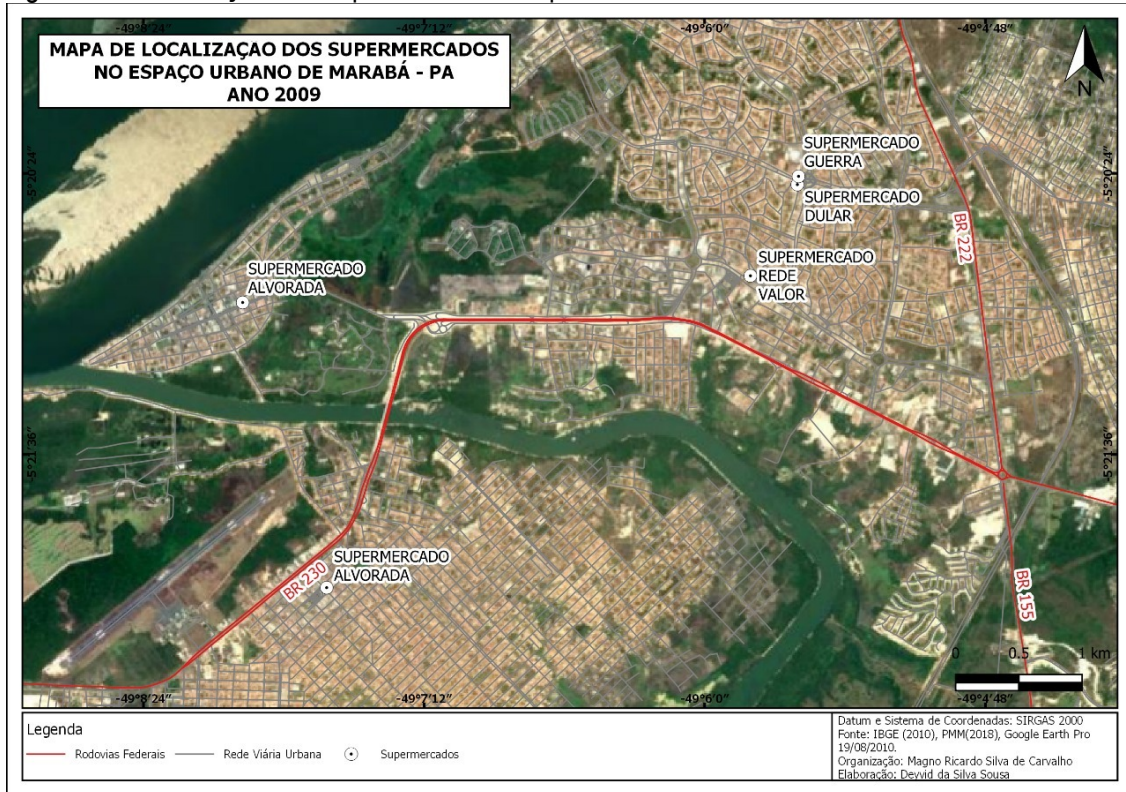 -49°8'24"
-49°7'12"
-49°6'0"
-49°4'48"
MAPA DE LOCALIZAÇAO DOS SUPERMERCADOS
NO ESPAÇO URBANO DE MARABÁ - PA
ANO 2009
N
-5°20'24"
-5°20'24"
SUPERMERCADO
GUERRA
SUPERMERCADO
DULAR
BR 222
SUPERMERCADO
REDE
VALOR
SUPERMERCADO
ALVORADA
-5°21'36"
-5°21'36"
SUPERMERCADO
ALVORADA
BR 230
BR 155
0 0.5 1 km
-49°8'24"
-49°7'12"
-49°6'0"
-49°4'48"
Legenda
Rodovias Federais
Rede Viária Urbana
Supermercados
Datum e Sistema de Coordenadas: SIRGAS 2000
Fonte: IBGE (2010), PMM(2018), Google Earth Pro
19/08/2010.
Organização: Magno Ricardo Silva de Carvalho
Elaboração: Deyvid da Silva Sousa